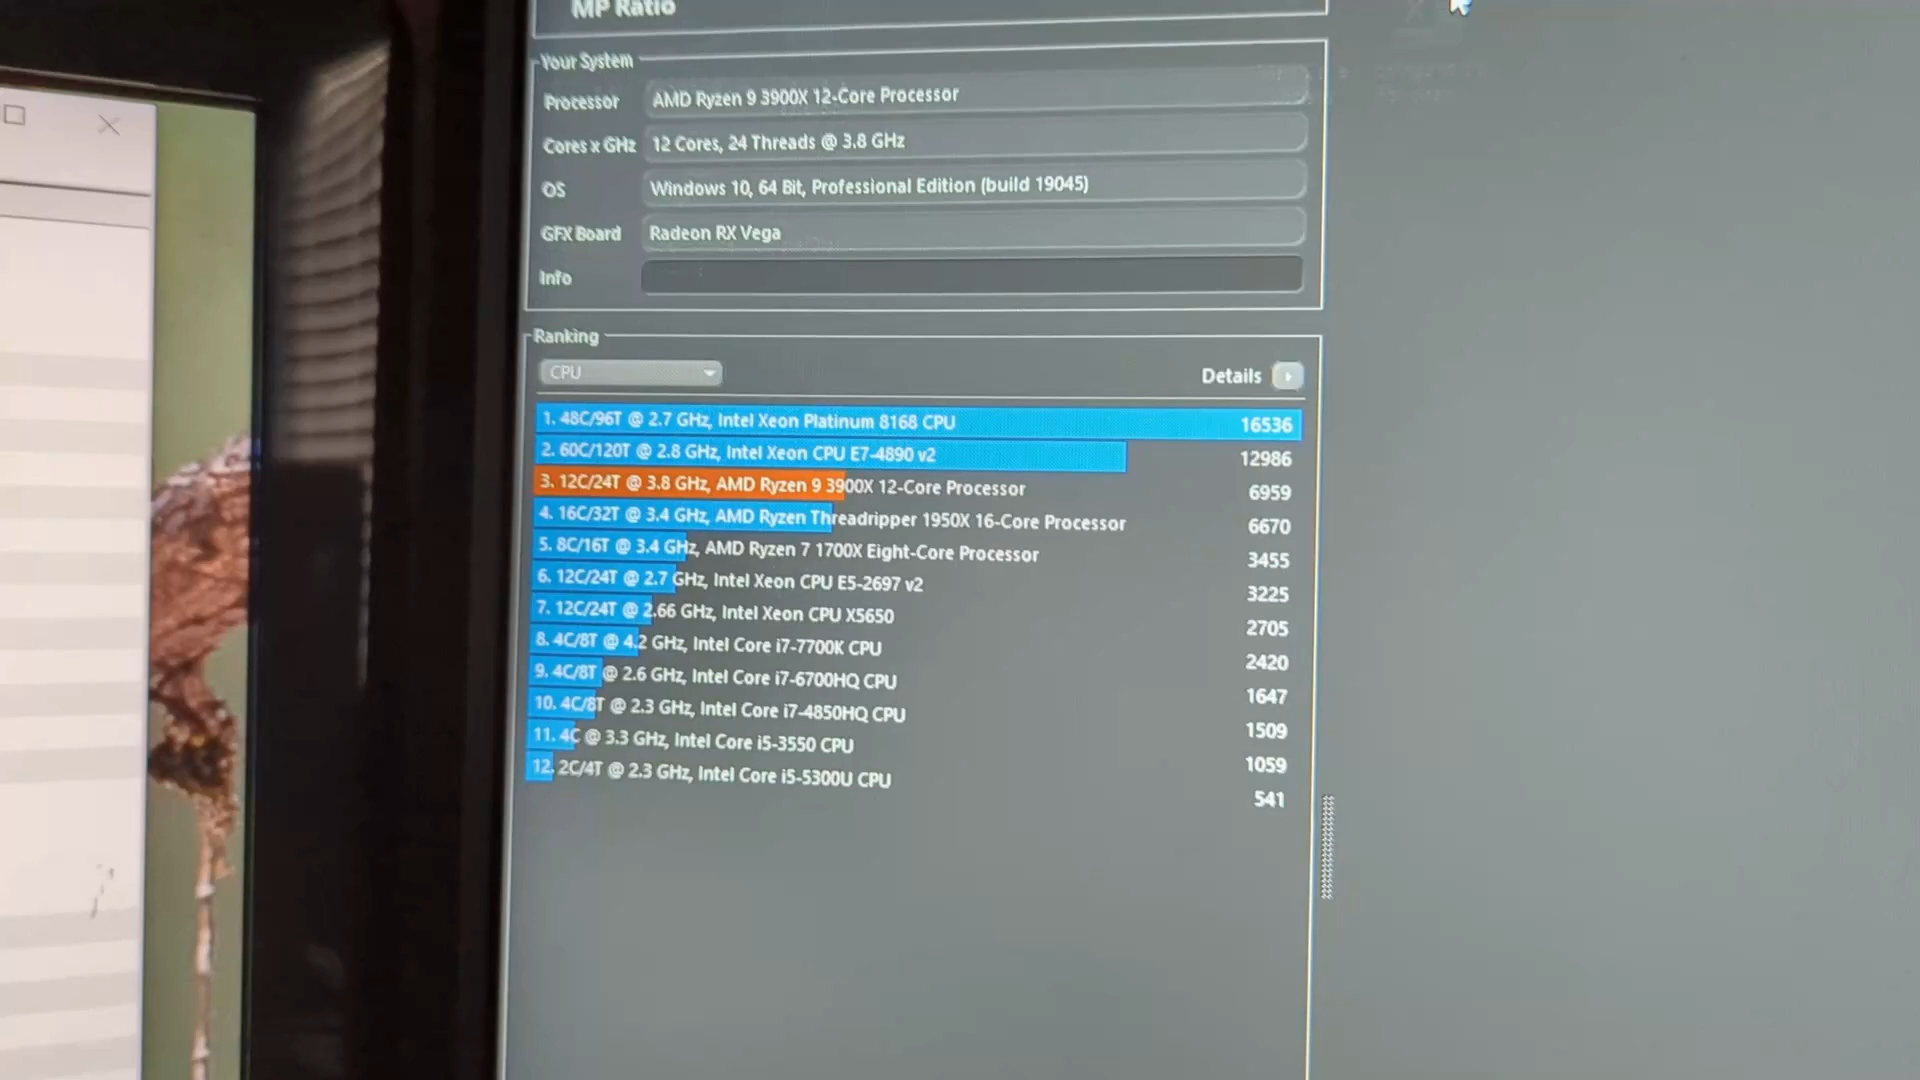 MP Ratio
Your System
Processor AMD Ryzen 9 3900X 12-Core Processor
Cores x GHz 12 Cores, 24 Threads @ 3.8 GHz
OS Windows 10, 64 Bit, Professional Edition (build 19045)
GFX Board Radeon RX Vega
Info
Ranking
CPU Details
1. 48C/96T @ 2.7 GHz, Intel Xeon Platinum 8168 CPU 16536
2. 60C/120T @ 2.8 GHz, Intel Xeon CPU E7-4890 v2 12986
3. 12C/24T @ 3.8 GHz, AMD Ryzen 9 3900X 12-Core Processor 6959
4. 16C/32T @ 3.4 GHz, AMD Ryzen Threadripper 1950X 16-Core Processor 6670
5. 8C/16T @ 3.4 GHz, AMD Ryzen 7 1700X Eight-Core Processor 3455
6. 12C/24T @ 2.7 GHz, Intel Xeon CPU E5-2697 v2 3225
7. 12C/24T @ 2.66 GHz, Intel Xeon CPU X5650 2705
8. 4C/8T @ 4.2 GHz, Intel Core i7-7700K CPU 2420
9. 4C/8T @ 2.6 GHz, Intel Core i7-6700HQ CPU 1647
10. 4C/8T @ 2.3 GHz, Intel Core i7-4850HQ CPU 1509
11. 4C @ 3.3 GHz, Intel Core i5-3550 CPU 1059
12. 2C/4T @ 2.3 GHz, Intel Core i5-5300U CPU 541